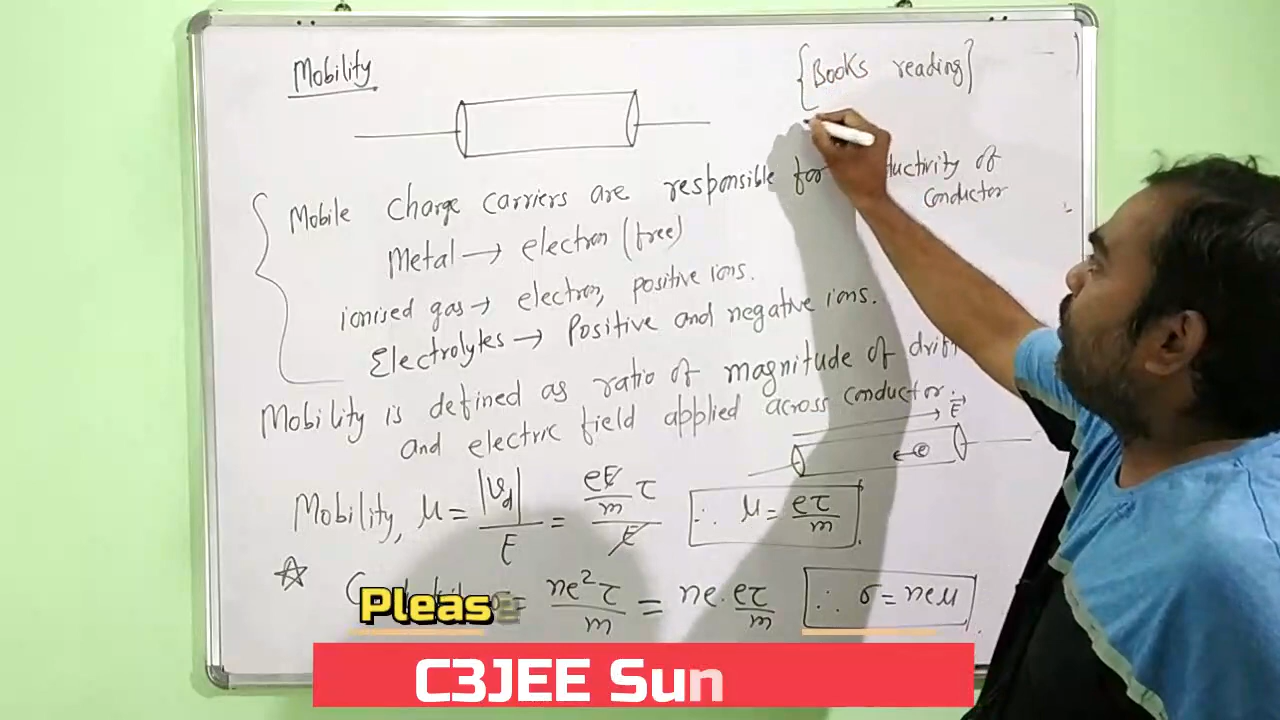 Mobility
{Books reading}
Mobile charge carriers are responsible for ductivity of
conductor
Metal → electron (free)
ionised gas → electron, positive ions.
Electrolytes → Positive and negative ions.
Mobility is defined as ratio of magnitude of drift
and electric field applied across conductor.
E
e
Mobility, μ = |v_d| / E = (eE/m τ) / E ∴ μ = eτ/m
= ne²τ/m = ne. eτ/m ∴ σ = neμ
Pleas
C3JEE Sun